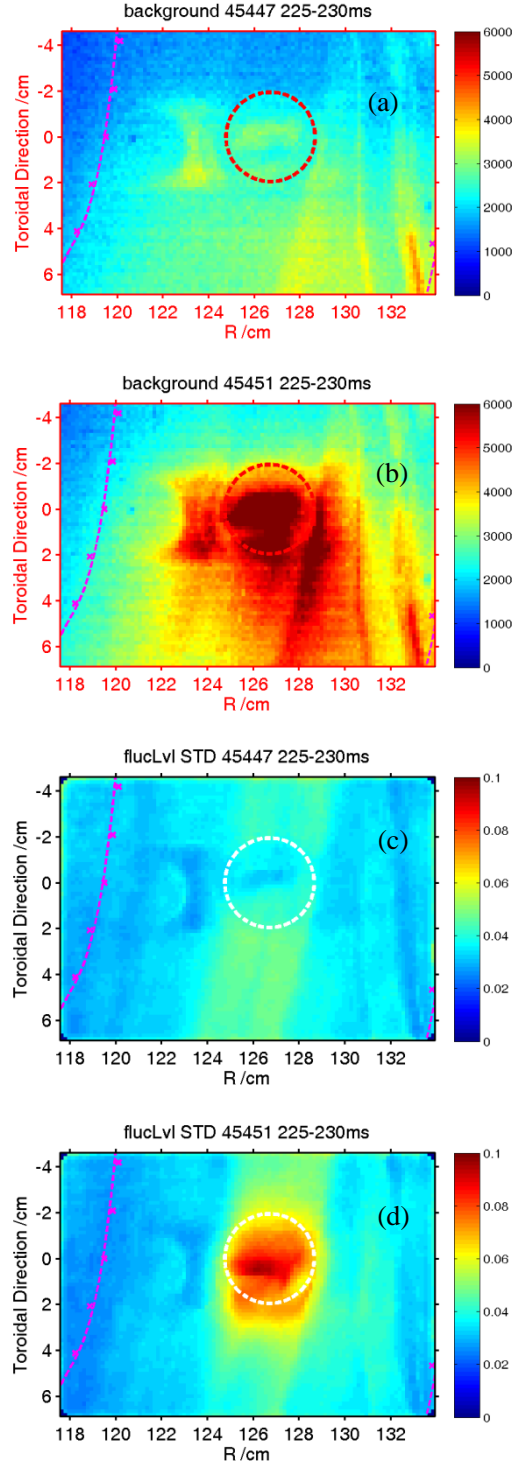 background 45447 225-230ms
(a)
Toroidal Direction /cm
-4
-2
0
2
4
6
118 120 122 124 126 128 130 132
R /cm
6000
5000
4000
3000
2000
1000
0
background 45451 225-230ms
(b)
Toroidal Direction /cm
-4
-2
0
2
4
6
118 120 122 124 126 128 130 132
R /cm
6000
5000
4000
3000
2000
1000
0
flucLvl STD 45447 225-230ms
(c)
Toroidal Direction /cm
-4
-2
0
2
4
6
118 120 122 124 126 128 130 132
R /cm
0.1
0.08
0.06
0.04
0.02
0
flucLvl STD 45451 225-230ms
(d)
Toroidal Direction /cm
-4
-2
0
2
4
6
118 120 122 124 126 128 130 132
R /cm
0.1
0.08
0.06
0.04
0.02
0